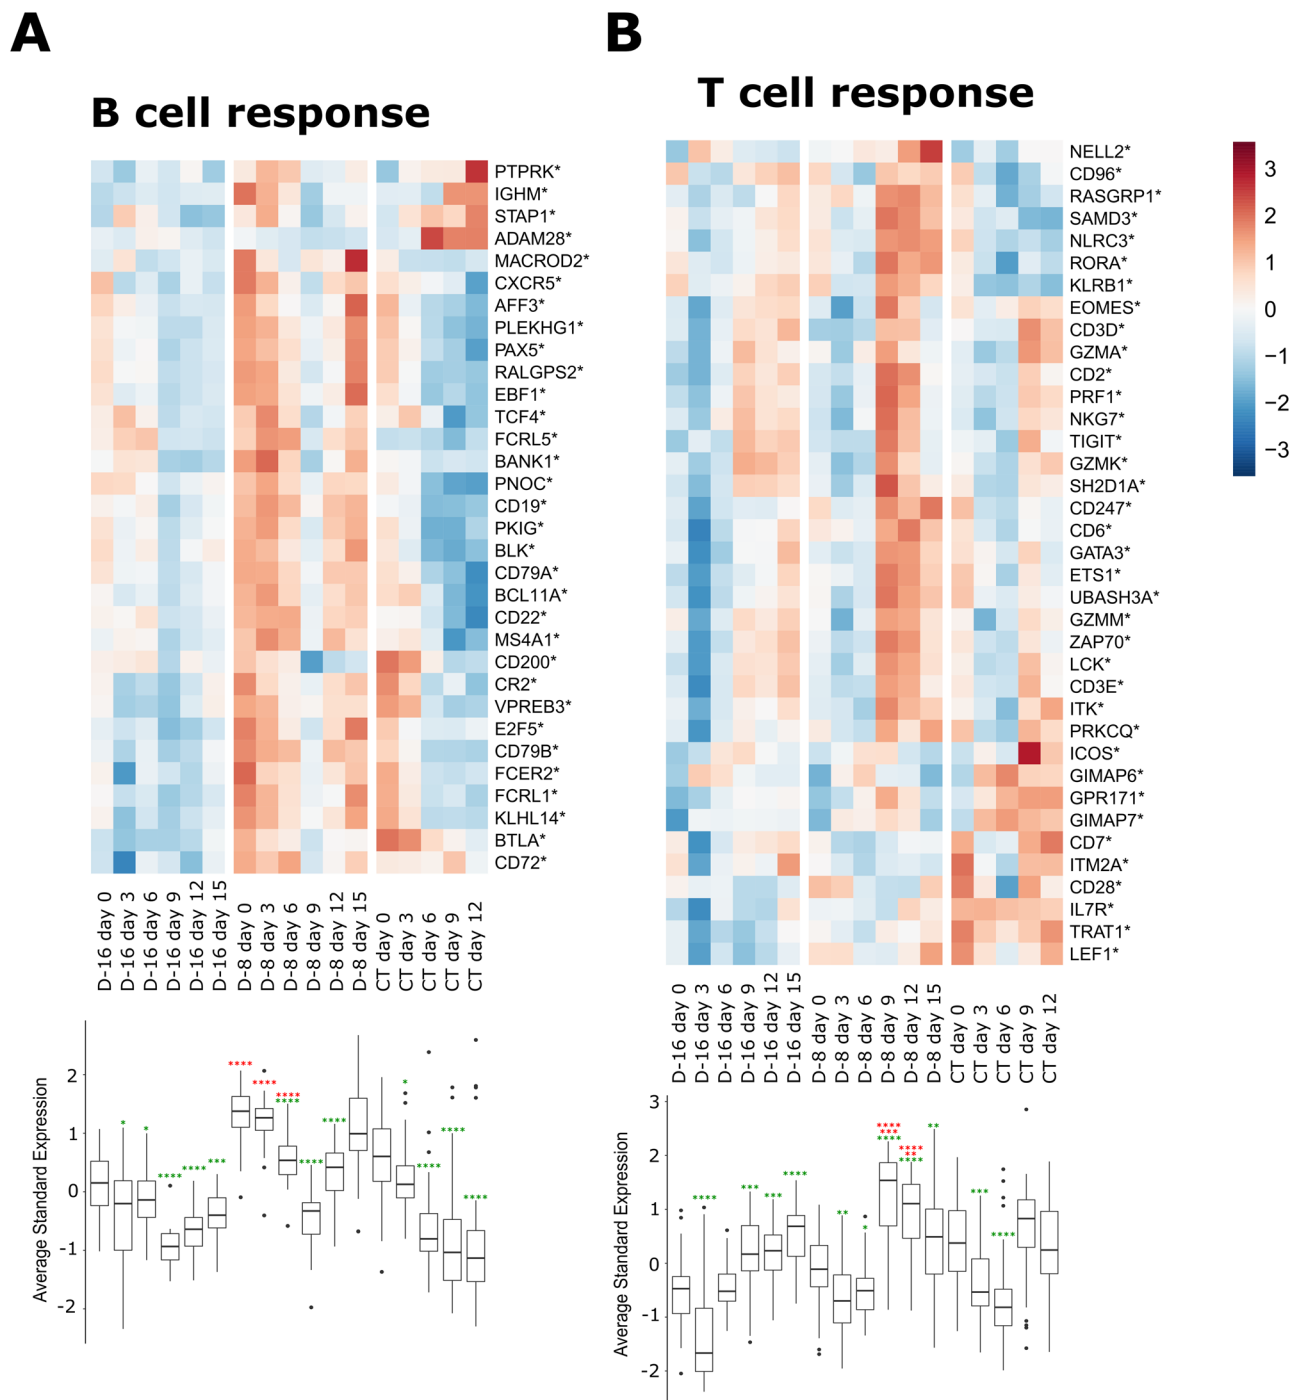 A
B cell response
PTPRK*
IGHM*
STAP1*
ADAM28*
MACROD2*
CXCR5*
AFF3*
PLEKHG1*
PAX5*
RALGPS2*
EBF1*
TCF4*
FCRL5*
BANK1*
PNOC*
CD19*
PKIG*
BLK*
CD79A*
BCL11A*
CD22*
MS4A1*
CD200*
CR2*
VPREB3*
E2F5*
CD79B*
FCER2*
FCRL1*
KLHL14*
BTLA*
CD72*
D-16 day 0
D-16 day 3
D-16 day 6
D-16 day 9
D-16 day 12
D-16 day 15
D-8 day 0
D-8 day 3
D-8 day 6
D-8 day 9
D-8 day 12
D-8 day 15
CT day 0
CT day 3
CT day 6
CT day 9
CT day 12
Average Standard Expression
2
1
0
-1
-2
*
*
****
****
***
****
****
****
****
****
****
*
****
****
****
B
T cell response
NELL2*
CD96*
RASGRP1*
SAMD3*
NLRC3*
RORA*
KLRB1*
EOMES*
CD3D*
GZMA*
CD2*
PRF1*
NKG7*
TIGIT*
GZMK*
SH2D1A*
CD247*
CD6*
GATA3*
ETS1*
UBASH3A*
GZMM*
ZAP70*
LCK*
CD3E*
ITK*
PRKCQ*
ICOS*
GIMAP6*
GPR171*
GIMAP7*
CD7*
ITM2A*
CD28*
IL7R*
TRAT1*
LEF1*
3
2
1
0
−1
−2
−3
D-16 day 0
D-16 day 3
D-16 day 6
D-16 day 9
D-16 day 12
D-16 day 15
D-8 day 0
D-8 day 3
D-8 day 6
D-8 day 9
D-8 day 12
D-8 day 15
CT day 0
CT day 3
CT day 6
CT day 9
CT day 12
Average Standard Expression
3
2
1
0
-1
-2
****
***
***
****
**
*
****
***
****
****
**
****
**
***
****